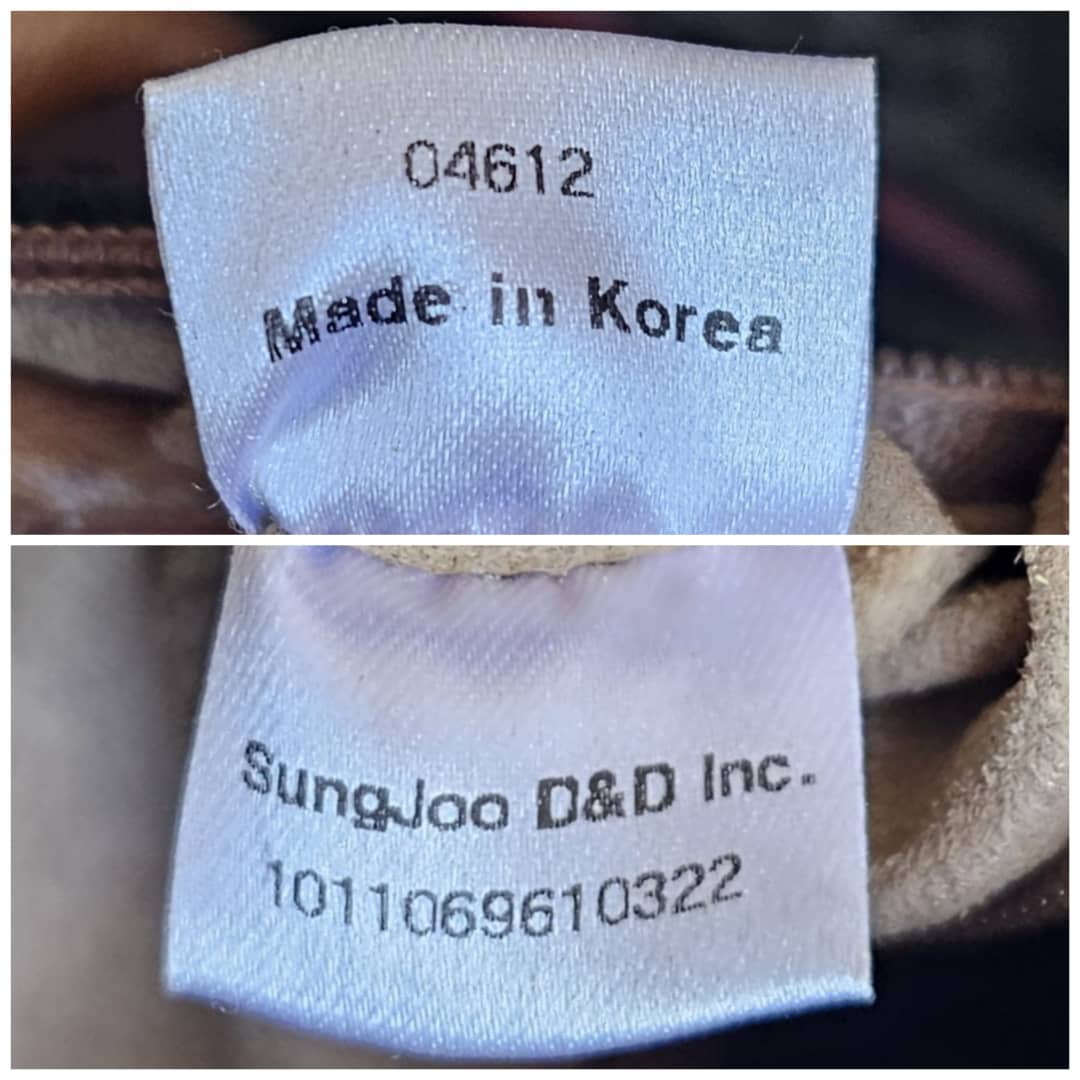 04612
Made in Korea
SungJoo D&D Inc.
1011069610322